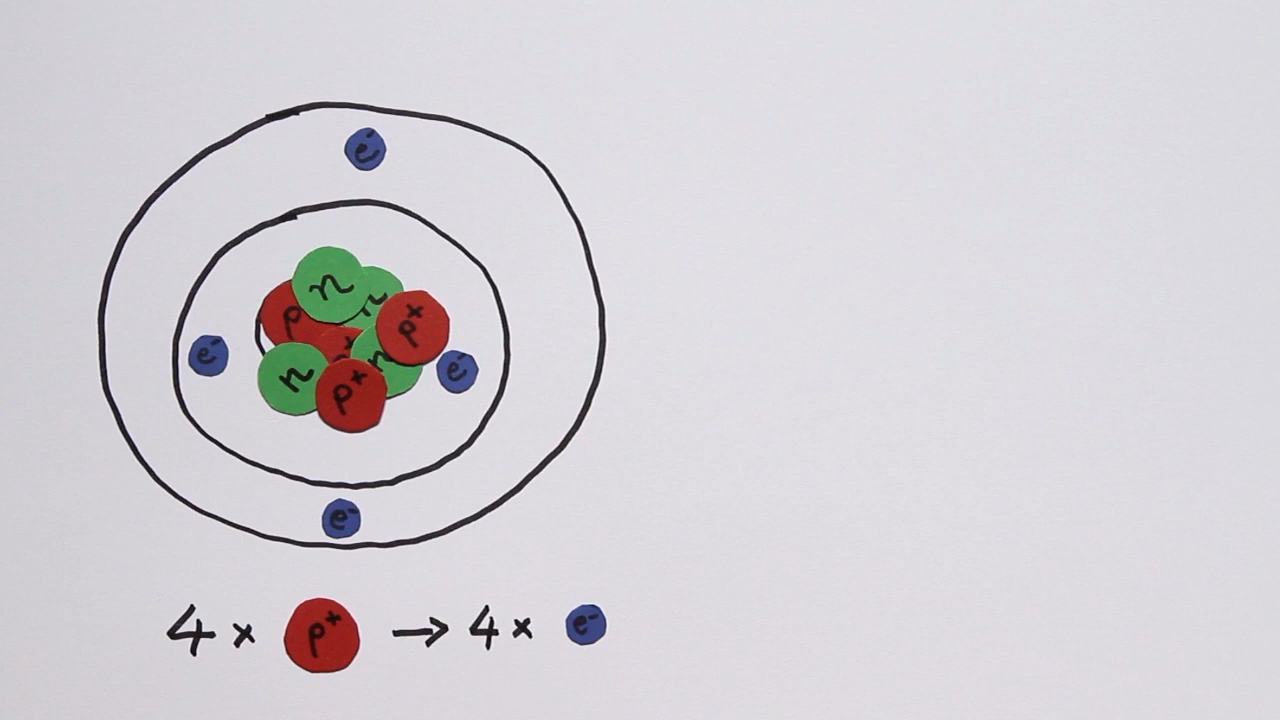 e⁻
n
n
p
p⁺
e⁻
⁺
n
e⁻
n
p⁺
e⁻
4 × p⁺ → 4 × e⁻